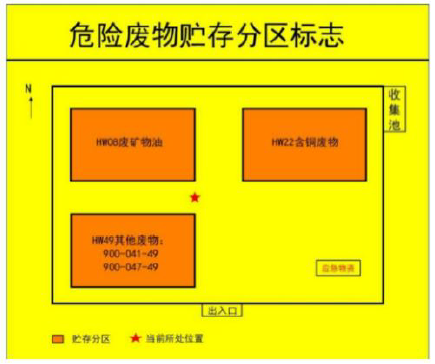 危险废物贮存分区标志
N
收集池
HW08废矿物油
HW22含铜废物
HW49其他废物：
900-041-49
900-047-49
应急物资
出入口
贮存分区
当前所处位置